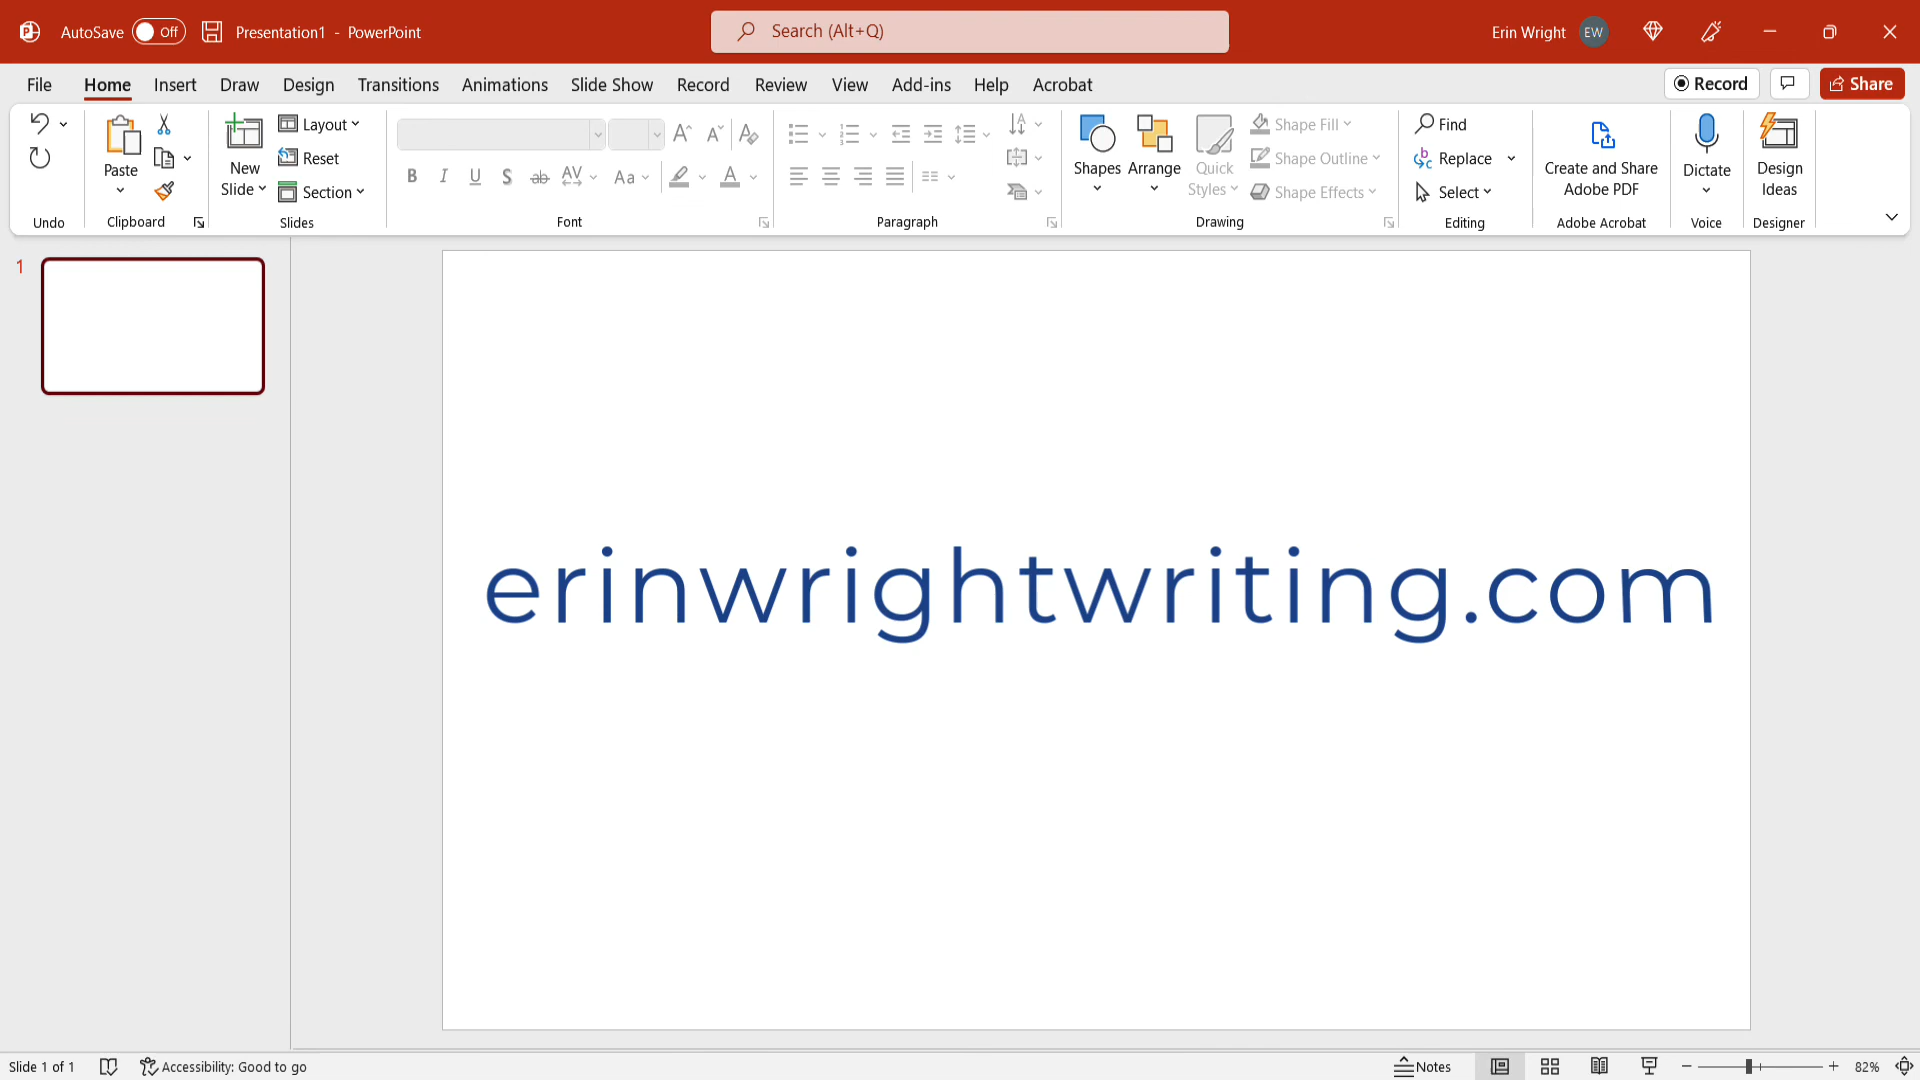 AutoSave Off Presentation1 - PowerPoint Search (Alt+Q) Erin Wright EW
File Home Insert Draw Design Transitions Animations Slide Show Record Review View Add-ins Help Acrobat Record Share
Undo
Paste
Clipboard
New
Slide
Layout
Reset
Section
Slides
B I U S ab AV Aa A
Font
Paragraph
Shapes
Arrange
Quick
Styles
Shape Fill
Shape Outline
Shape Effects
Drawing
Find
Replace
Select
Editing
Create and Share
Adobe PDF
Adobe Acrobat
Dictate
Voice
Design
Ideas
Designer
1
erinwrightwriting.com
Slide 1 of 1 Accessibility: Good to go Notes 82%